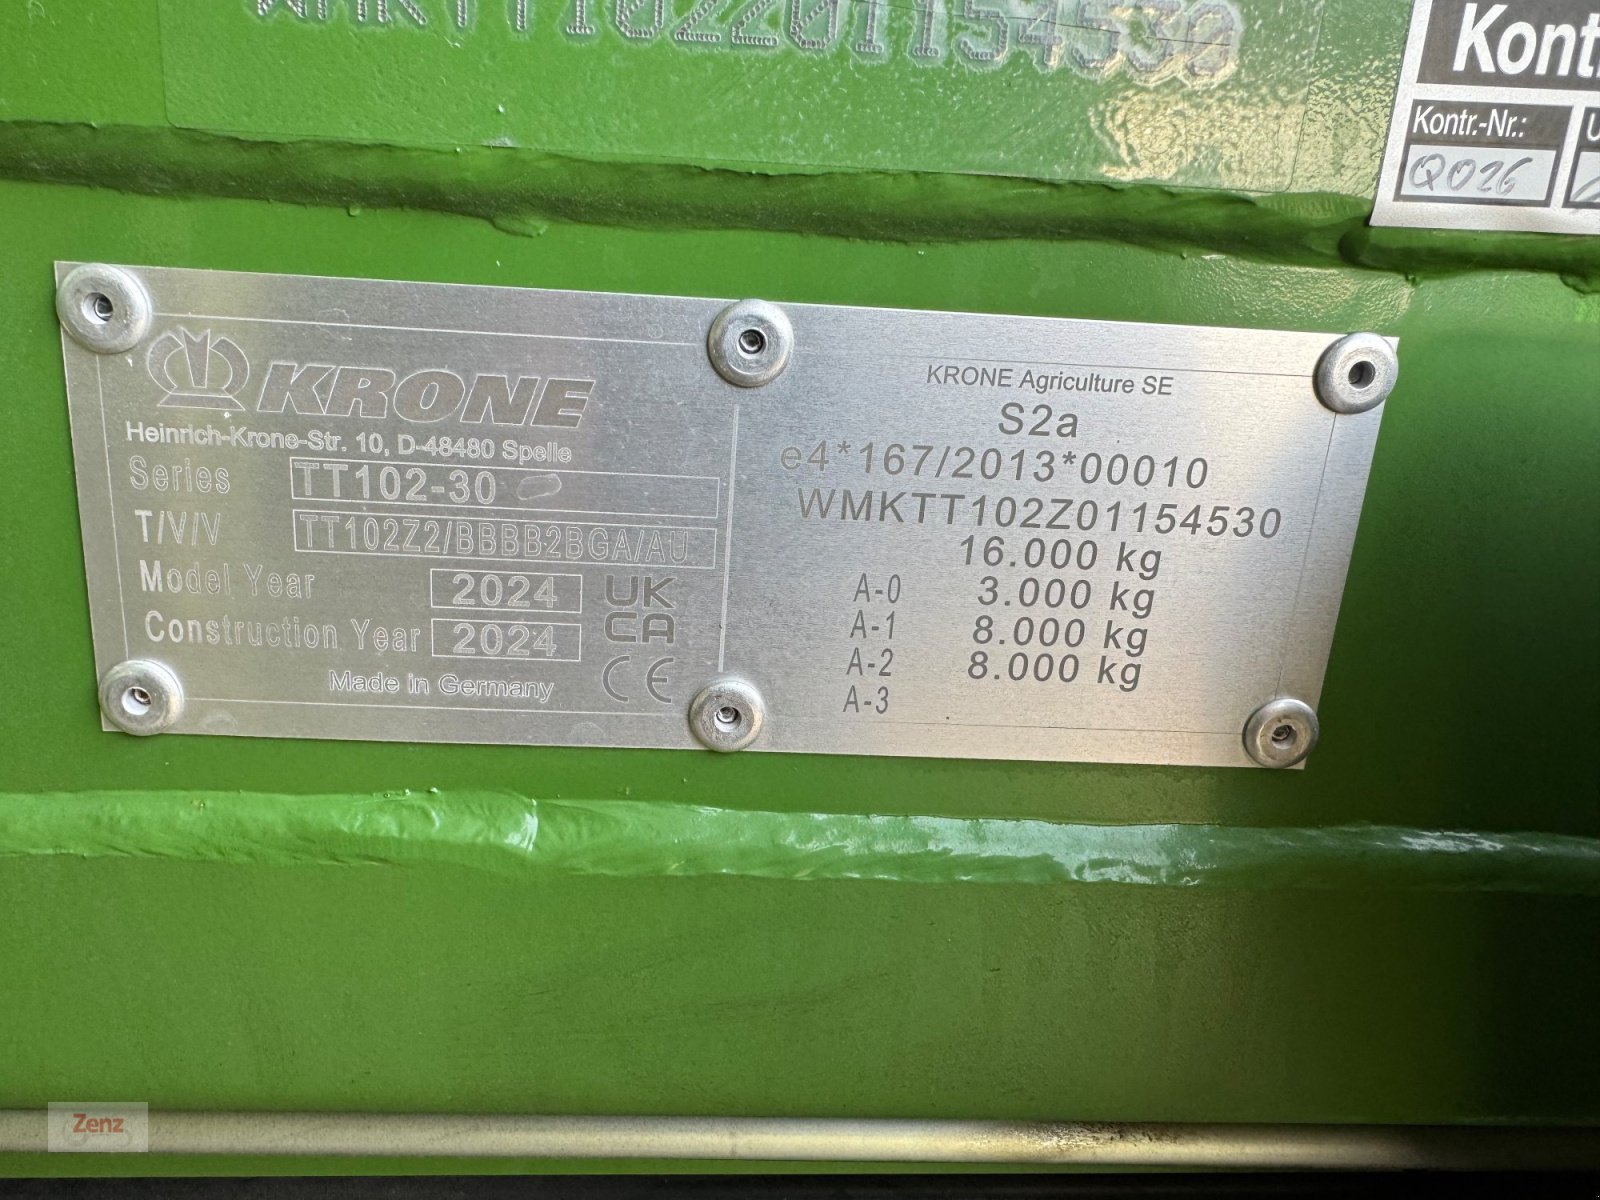 WMKTT102Z01154530
Kont
Kontr.-Nr.:
Q026
KRONE
Heinrich-Krone-Str. 10, D-48480 Spelle
Series TT102-30
T/V/V TT102Z2/BBBB2BGA/AU
Model Year 2024
Construction Year 2024
UK
CA
CE
Made in Germany
KRONE Agriculture SE
S2a
e4*167/2013*00010
WMKTT102Z01154530
16.000 kg
A-0 3.000 kg
A-1 8.000 kg
A-2 8.000 kg
A-3
Zenz